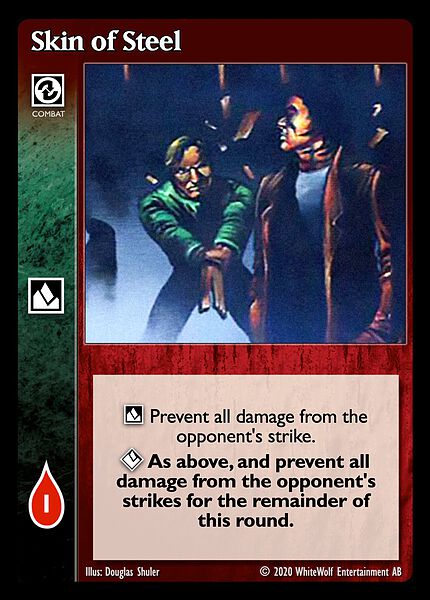 Skin of Steel
COMBAT
Prevent all damage from the
opponent's strike.
As above, and prevent all
damage from the opponent's
strikes for the remainder of
this round.
1
Illus: Douglas Shuler
© 2020 WhiteWolf Entertainment AB